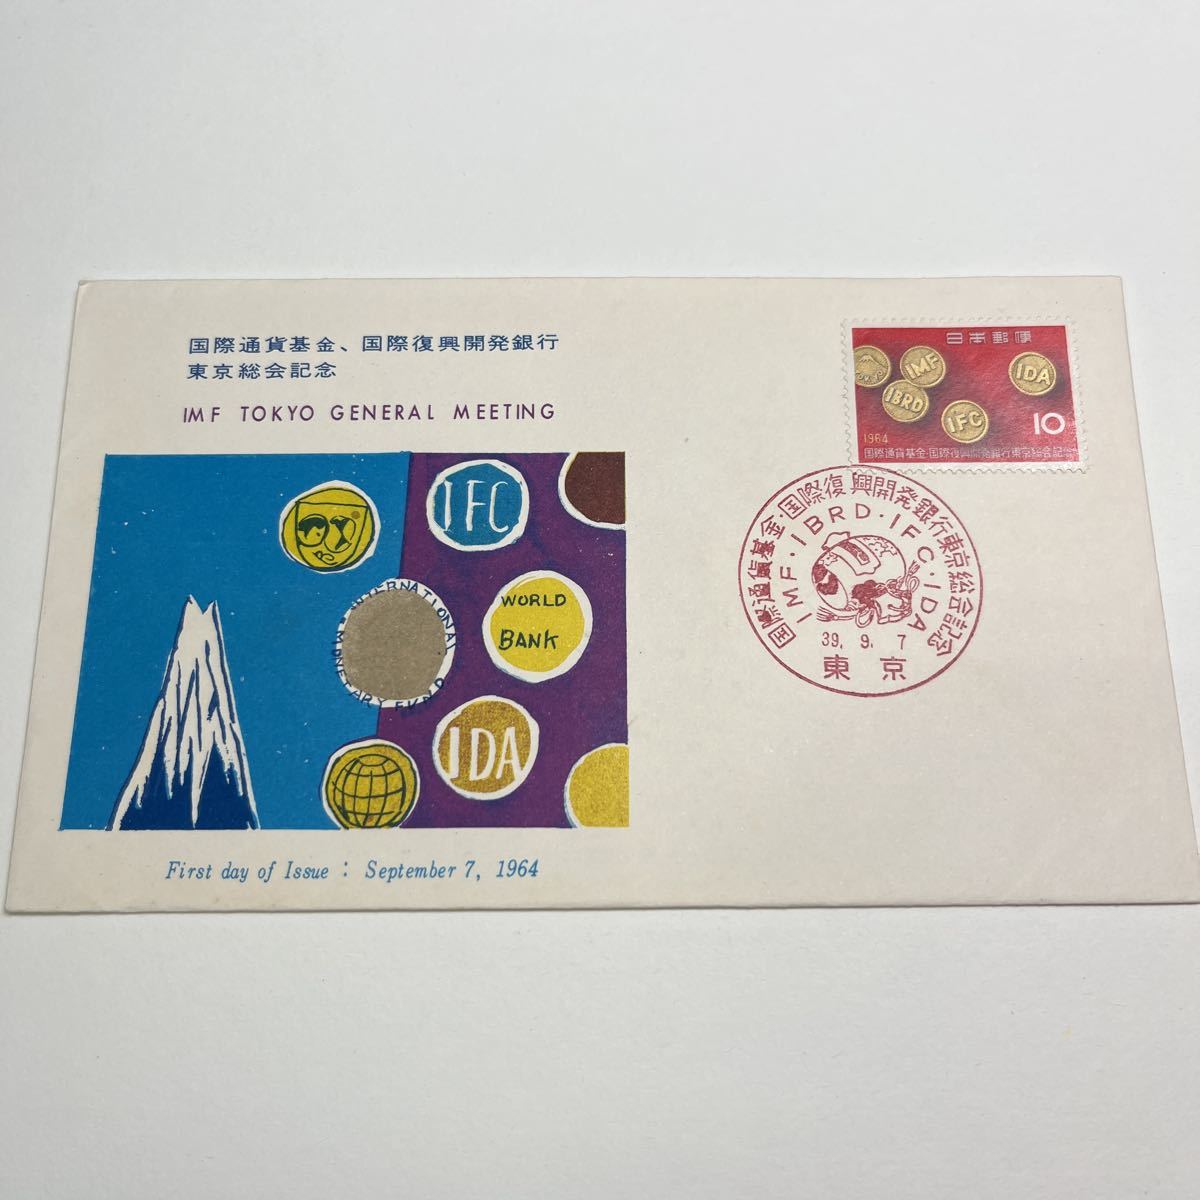 国際通貨基金、国際復興開発銀行
東京総会記念
IMF TOKYO GENERAL MEETING
IFC
INTERNATIONAL
MONETARY FUND
WORLD
BANK
IDA
First day of Issue : September 7, 1964
日本郵便
TOKYO
IMF
IDA
IBRD
IFC
10
1964
国際通貨基金・国際復興開発銀行東京総会記念
国際通貨基金・国際復興開発銀行東京総会記念
IMF・IBRD・IFC・IDA
39. 9. 7
東京